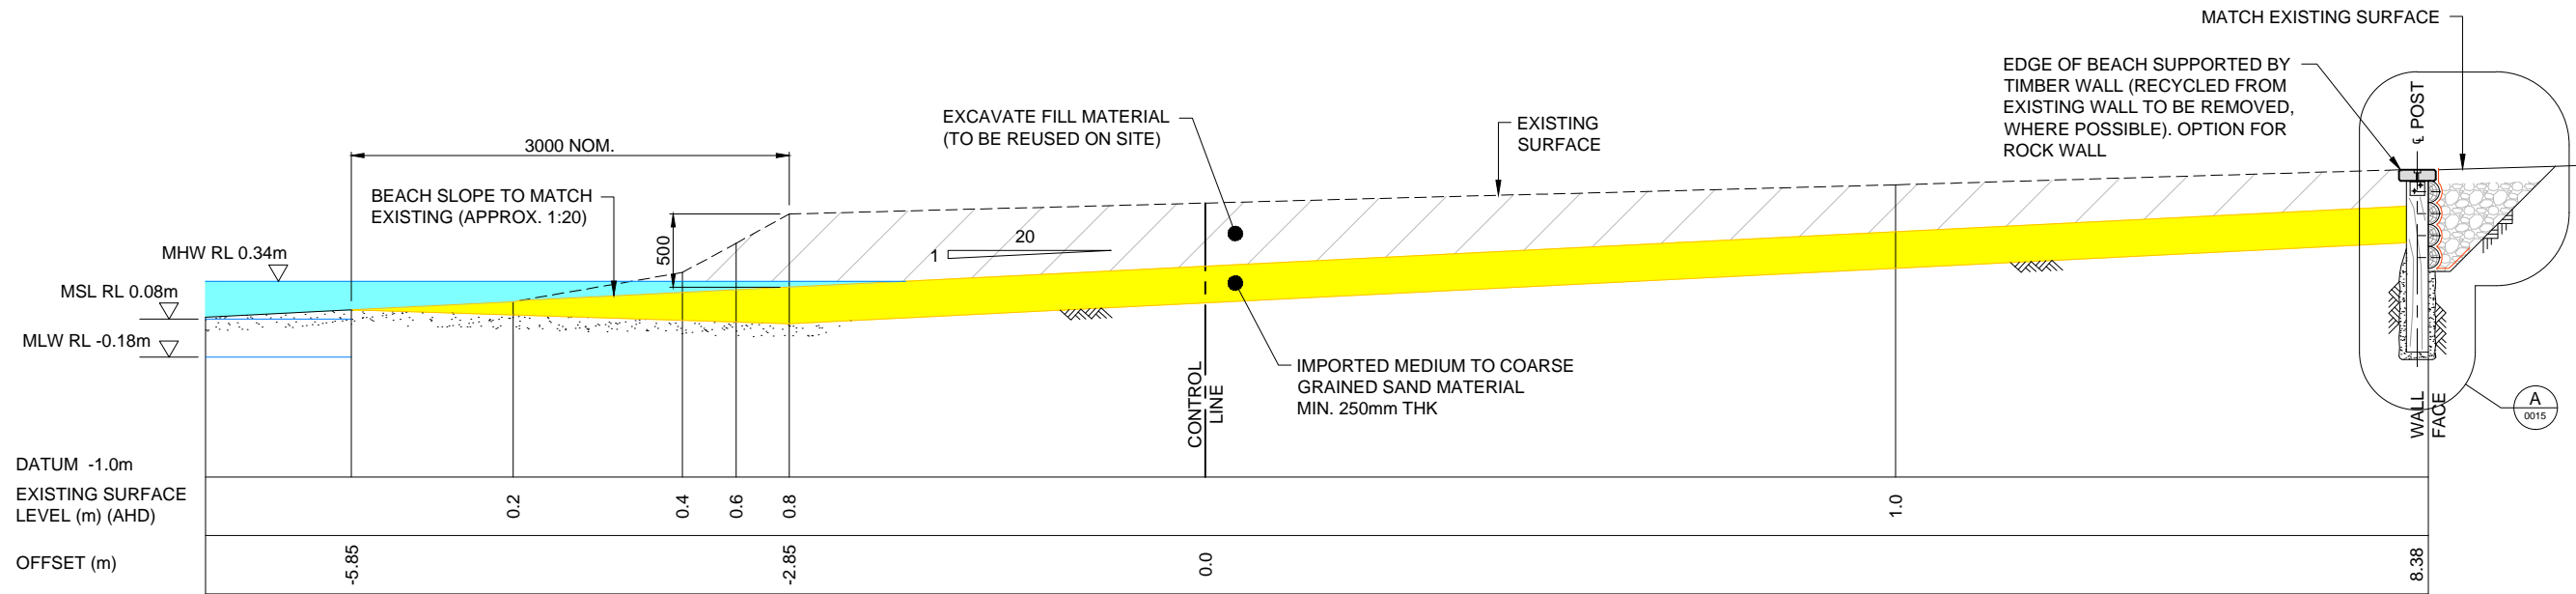 MATCH EXISTING SURFACE
EDGE OF BEACH SUPPORTED BY
TIMBER WALL (RECYCLED FROM
EXISTING WALL TO BE REMOVED,
WHERE POSSIBLE). OPTION FOR
ROCK WALL
℄ POST
EXCAVATE FILL MATERIAL
(TO BE REUSED ON SITE)
EXISTING
SURFACE
3000 NOM.
BEACH SLOPE TO MATCH
EXISTING (APPROX. 1:20)
500
20
1
MHW RL 0.34m
MSL RL 0.08m
MLW RL -0.18m
IMPORTED MEDIUM TO COARSE
GRAINED SAND MATERIAL
MIN. 250mm THK
CONTROL
LINE
WALL
FACE
A
0015
DATUM -1.0m
EXISTING SURFACE
LEVEL (m) (AHD)
0.2
0.4
0.6
0.8
1.0
OFFSET (m)
-5.85
-2.85
0.0
8.38